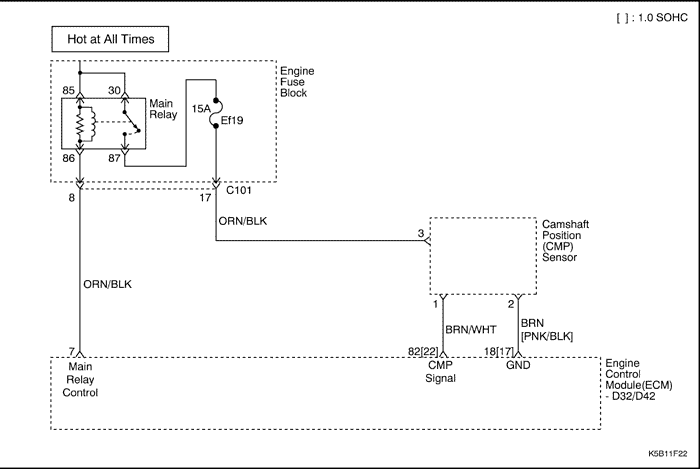 [ ] : 1.0 SOHC
Hot at All Times
Engine
Fuse
Block
85
30
Main
Relay
15A
Ef19
86
87
C101
8
17
ORN/BLK
3
Camshaft
Position
(CMP)
Sensor
ORN/BLK
1
2
BRN/WHT
BRN
[PNK/BLK]
7
82[22]
18[17]
Main
Relay
Control
CMP
Signal
GND
Engine
Control
Module(ECM)
- D32/D42
K5B11F22